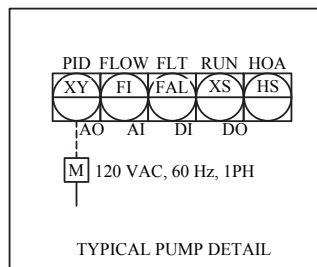 PID FLOW FLT RUN HOA
XY FI FAL XS HS
AO AI DI DO
M 120 VAC, 60 Hz, 1PH
TYPICAL PUMP DETAIL